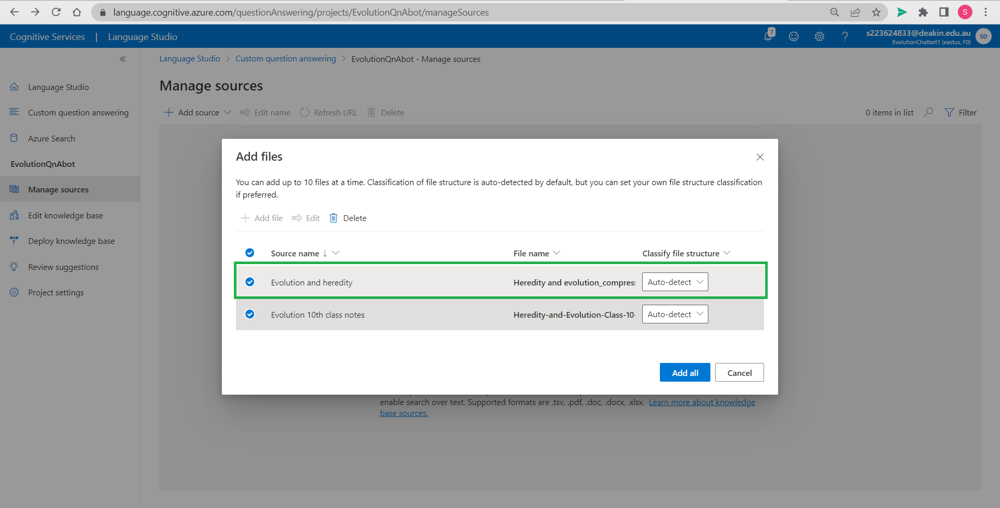 language.cognitive.azure.com/questionAnswering/projects/EvolutionQnAbot/manageSources
S
Cognitive Services | Language Studio
7
s223624833@deakin.edu.au
EvolutionChatbot1 (eastus, F0)
SD
Language Studio > Custom question answering > EvolutionQnAbot - Manage sources
Language Studio
Custom question answering
Azure Search
EvolutionQnAbot
Manage sources
Edit knowledge base
Deploy knowledge base
Review suggestions
Project settings
Manage sources
Add source Edit name Refresh URL Delete
0 items in list Filter
Add files
You can add up to 10 files at a time. Classification of file structure is auto-detected by default, but you can set your own file structure classification
if preferred.
Add file Edit Delete
Source name ↓ File name Classify file structure
Evolution and heredity Heredity and evolution_compres Auto-detect
Evolution 10th class notes Heredity-and-Evolution-Class-10- Auto-detect
Add all Cancel
enable search over text. Supported formats are .tsv, .pdf, .doc, .docx, .xlsx. Learn more about knowledge
base sources.